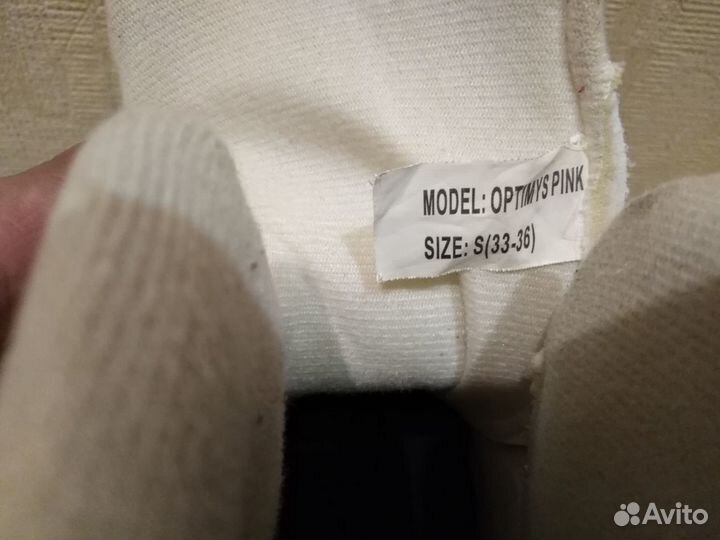 MODEL: OPTIMYS PINK
SIZE: S(33-36)
Avito